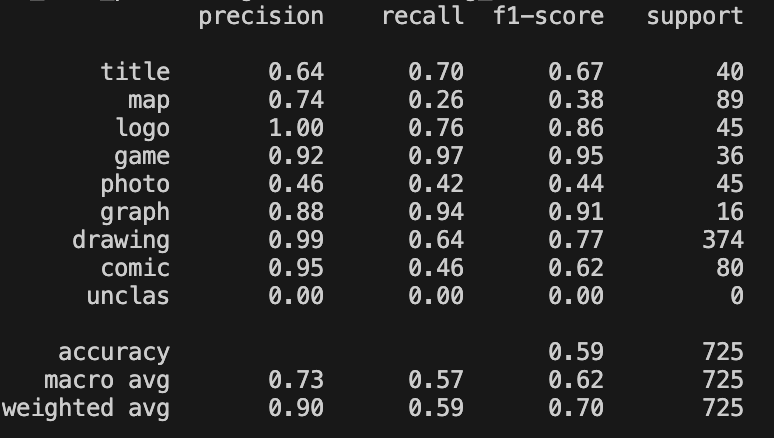 precision recall f1-score support
title 0.64 0.70 0.67 40
map 0.74 0.26 0.38 89
logo 1.00 0.76 0.86 45
game 0.92 0.97 0.95 36
photo 0.46 0.42 0.44 45
graph 0.88 0.94 0.91 16
drawing 0.99 0.64 0.77 374
comic 0.95 0.46 0.62 80
unclas 0.00 0.00 0.00 0
accuracy 0.59 725
macro avg 0.73 0.57 0.62 725
weighted avg 0.90 0.59 0.70 725